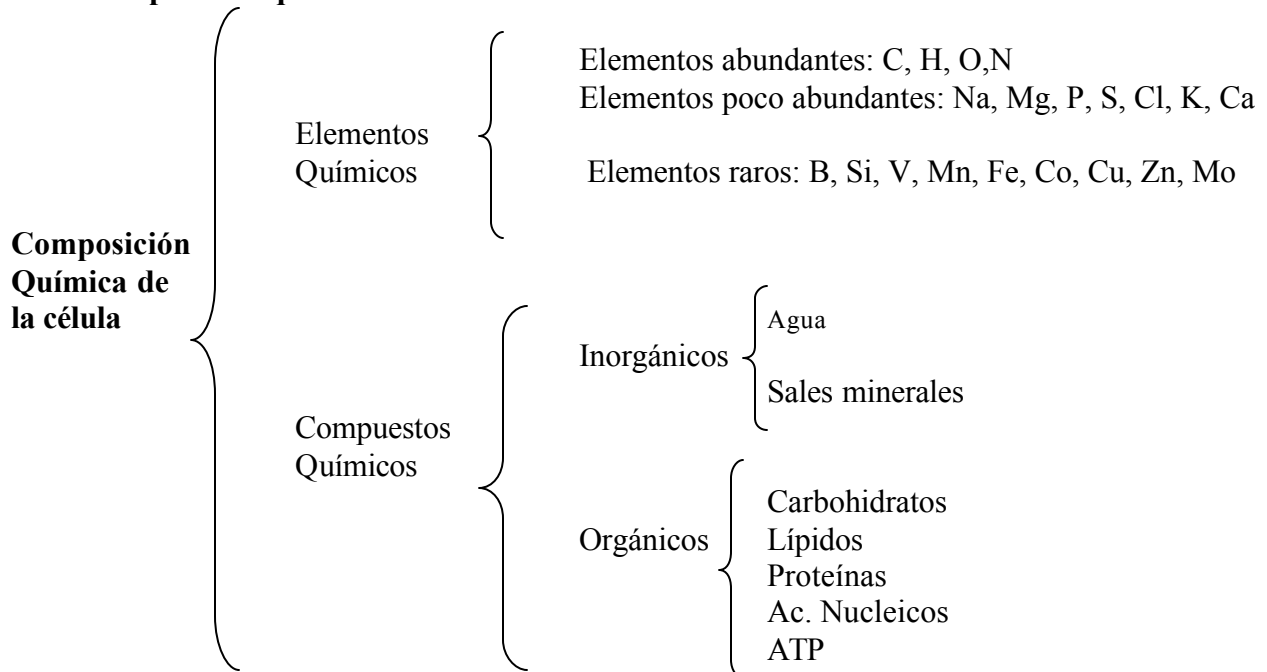 Elementos abundantes: C, H, O,N
Elementos poco abundantes: Na, Mg, P, S, Cl, K, Ca
Elementos
Químicos
Elementos raros: B, Si, V, Mn, Fe, Co, Cu, Zn, Mo
Composición
Química de
la célula
Agua
Inorgánicos
Sales minerales
Compuestos
Químicos
Carbohidratos
Orgánicos
Lípidos
Proteínas
Ac. Nucleicos
ATP